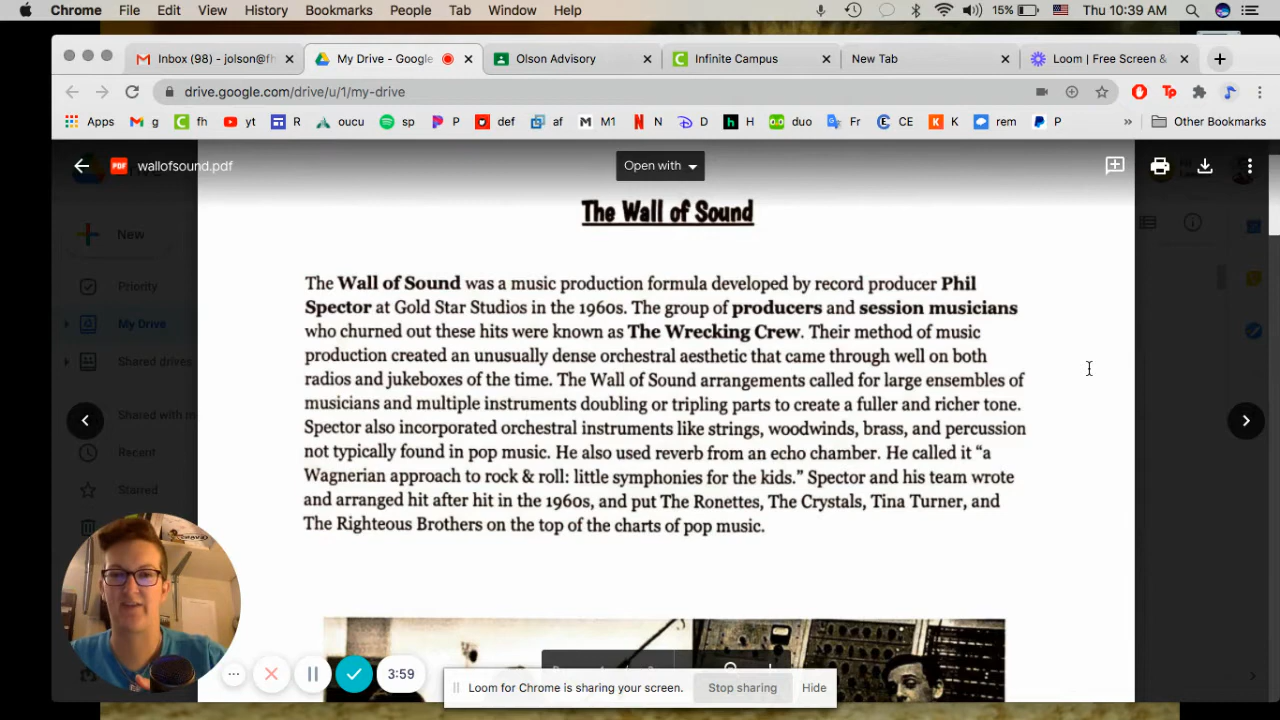 Chrome File Edit View History Bookmarks People Tab Window Help 15% Thu 10:39 AM
Inbox (98) - jolson@fh My Drive - Google Olson Advisory Infinite Campus New Tab Loom | Free Screen &
drive.google.com/drive/u/1/my-drive
Apps g fh yt R oucu sp P def af M1 N D H duo Fr CE K rem P » Other Bookmarks
PDF wallofsound.pdf Open with
New
Priority
My Drive
Shared drives
Shared with m
Recent
Starred
The Wall of Sound
The Wall of Sound was a music production formula developed by record producer Phil
Spector at Gold Star Studios in the 1960s. The group of producers and session musicians
who churned out these hits were known as The Wrecking Crew. Their method of music
production created an unusually dense orchestral aesthetic that came through well on both
radios and jukeboxes of the time. The Wall of Sound arrangements called for large ensembles of
musicians and multiple instruments doubling or tripling parts to create a fuller and richer tone.
Spector also incorporated orchestral instruments like strings, woodwinds, brass, and percussion
not typically found in pop music. He also used reverb from an echo chamber. He called it “a
Wagnerian approach to rock & roll: little symphonies for the kids.” Spector and his team wrote
and arranged hit after hit in the 1960s, and put The Ronettes, The Crystals, Tina Turner, and
The Righteous Brothers on the top of the charts of pop music.
3:59
Loom for Chrome is sharing your screen. Stop sharing Hide